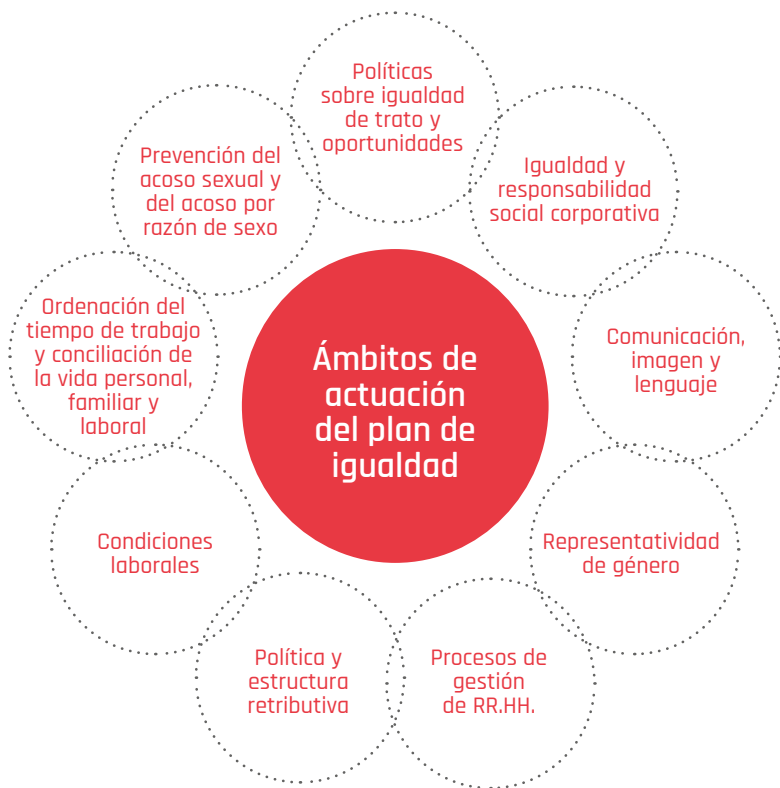 Políticas
sobre igualdad
de trato y
oportunidades
Igualdad y
responsabilidad
social corporativa
Comunicación,
imagen y
lenguaje
Representatividad
de género
Procesos de
gestión
de RR.HH.
Política y
estructura
retributiva
Condiciones
laborales
Ordenación del
tiempo de trabajo
y conciliación de
la vida personal,
familiar y
laboral
Prevención del
acoso sexual y
del acoso por
razón de sexo
Ámbitos de
actuación
del plan de
igualdad